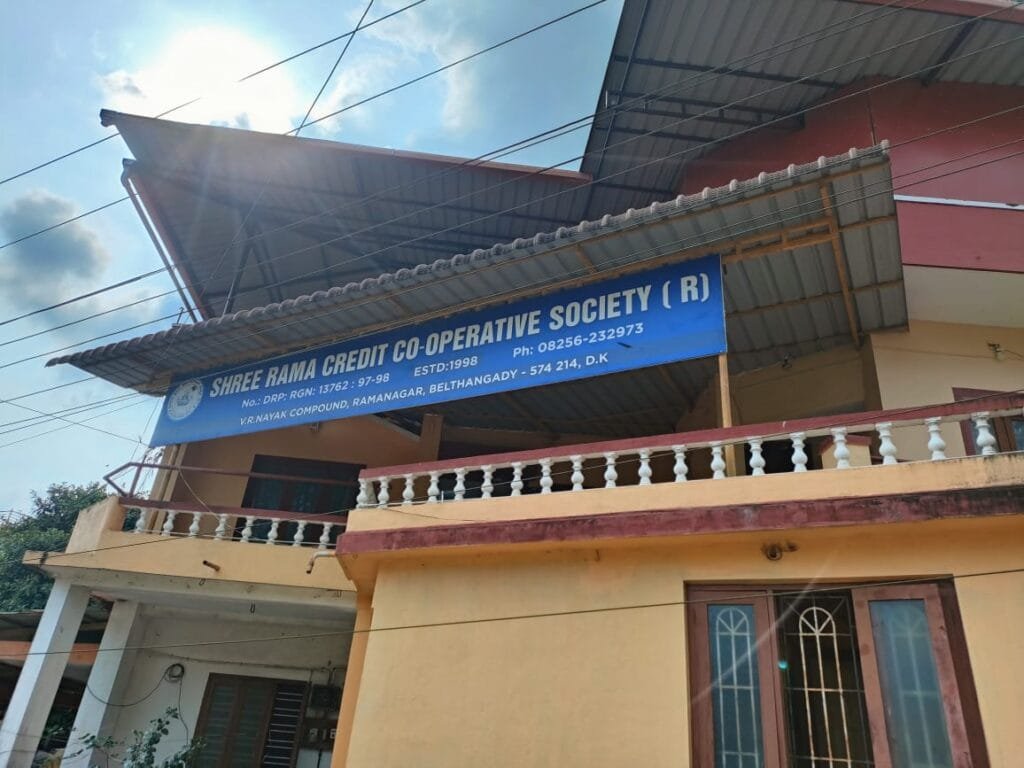 SHREE RAMA CREDIT CO-OPERATIVE SOCIETY ( R)
No.: DRP: RGN: 13762 : 97-98 ESTD:1998 Ph: 08256-232973
V.R.NAYAK COMPOUND, RAMANAGAR, BELTHANGADY - 574 214, D.K